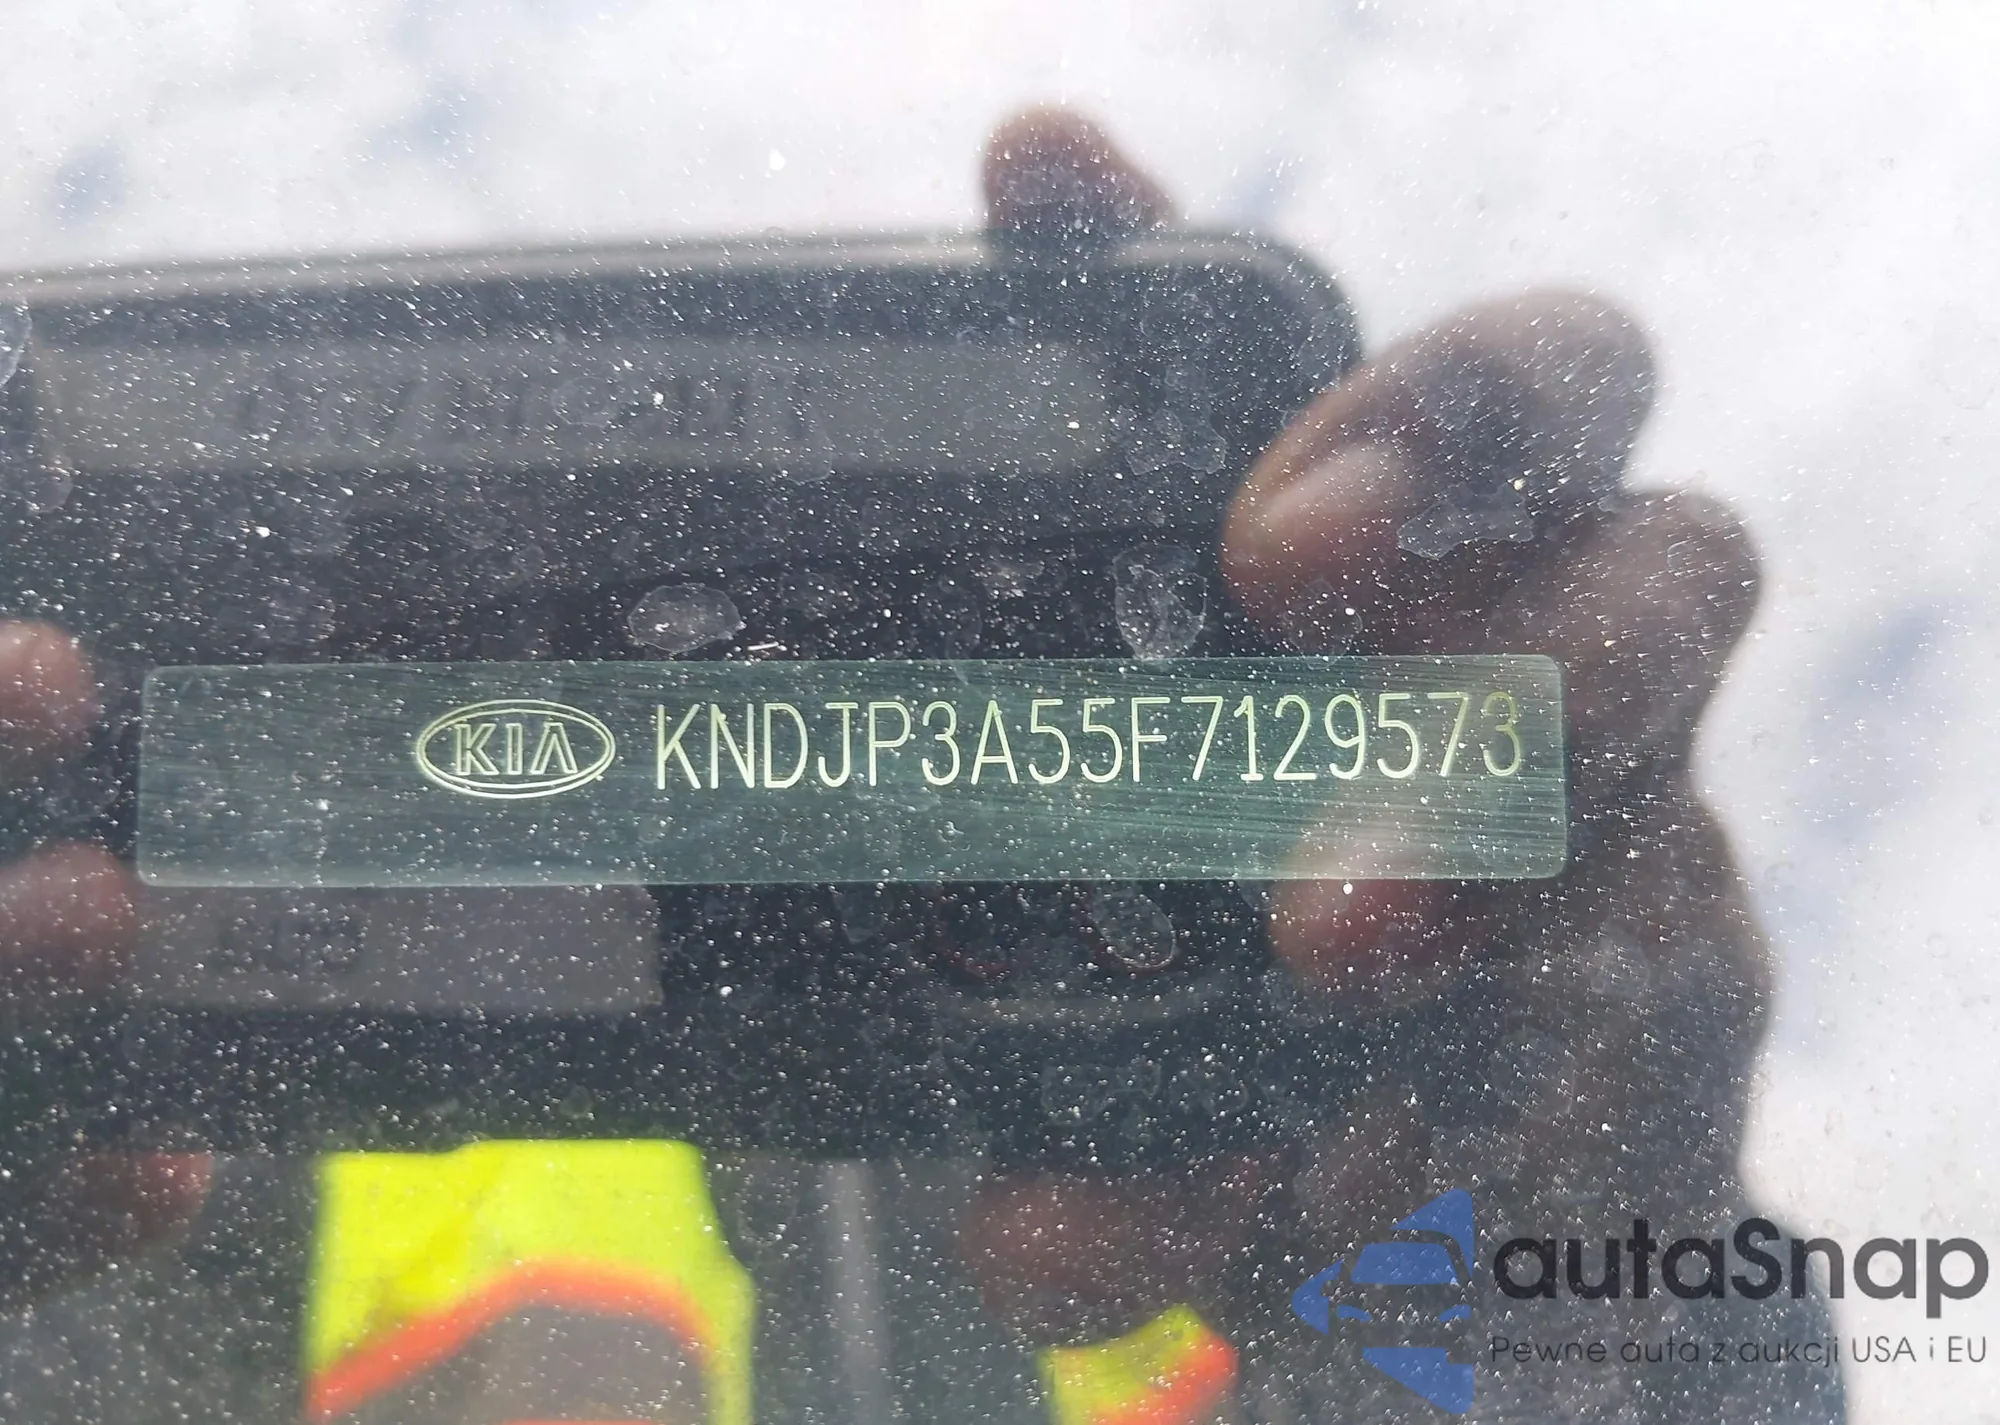 KIA KNDJP3A55F7129573
autaSnap
Pewne auta z aukcji USA i EU